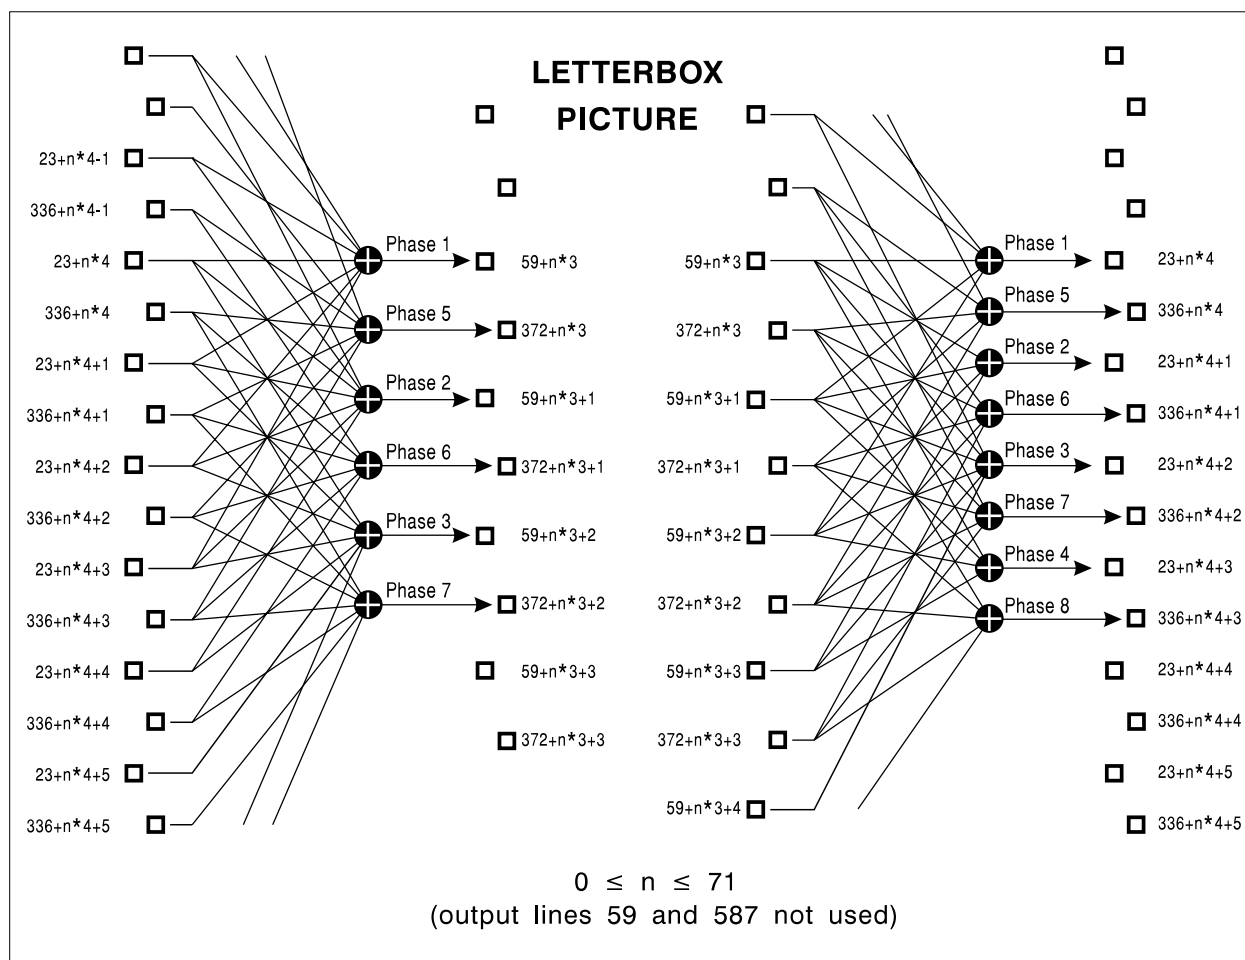 LETTERBOX
PICTURE
23+n*4-1
336+n*4-1
23+n*4
336+n*4
23+n*4+1
336+n*4+1
23+n*4+2
336+n*4+2
23+n*4+3
336+n*4+3
23+n*4+4
336+n*4+4
23+n*4+5
336+n*4+5
Phase 1
Phase 5
Phase 2
Phase 6
Phase 3
Phase 7
59+n*3
372+n*3
59+n*3+1
372+n*3+1
59+n*3+2
372+n*3+2
59+n*3+3
372+n*3+3
59+n*3
372+n*3
59+n*3+1
372+n*3+1
59+n*3+2
372+n*3+2
59+n*3+3
372+n*3+3
59+n*3+4
Phase 1
Phase 5
Phase 2
Phase 6
Phase 3
Phase 7
Phase 4
Phase 8
23+n*4
336+n*4
23+n*4+1
336+n*4+1
23+n*4+2
336+n*4+2
23+n*4+3
336+n*4+3
23+n*4+4
336+n*4+4
23+n*4+5
336+n*4+5
0 ≤ n ≤ 71
(output lines 59 and 587 not used)